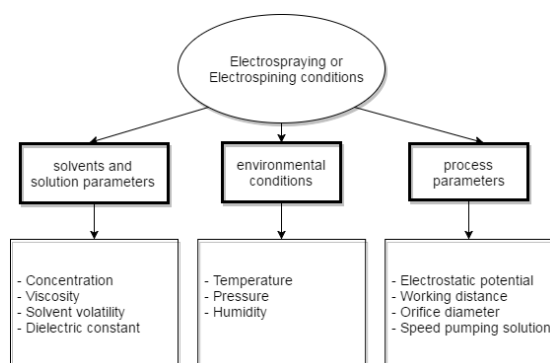 Electrospraying or
Electrospining conditions
solvents and
solution parameters
environmental
conditions
process
parameters
- Concentration
- Viscosity
- Solvent volatility
- Dielectric constant
- Temperature
- Pressure
- Humidity
- Electrostatic potential
- Working distance
- Orifice diameter
- Speed pumping solution